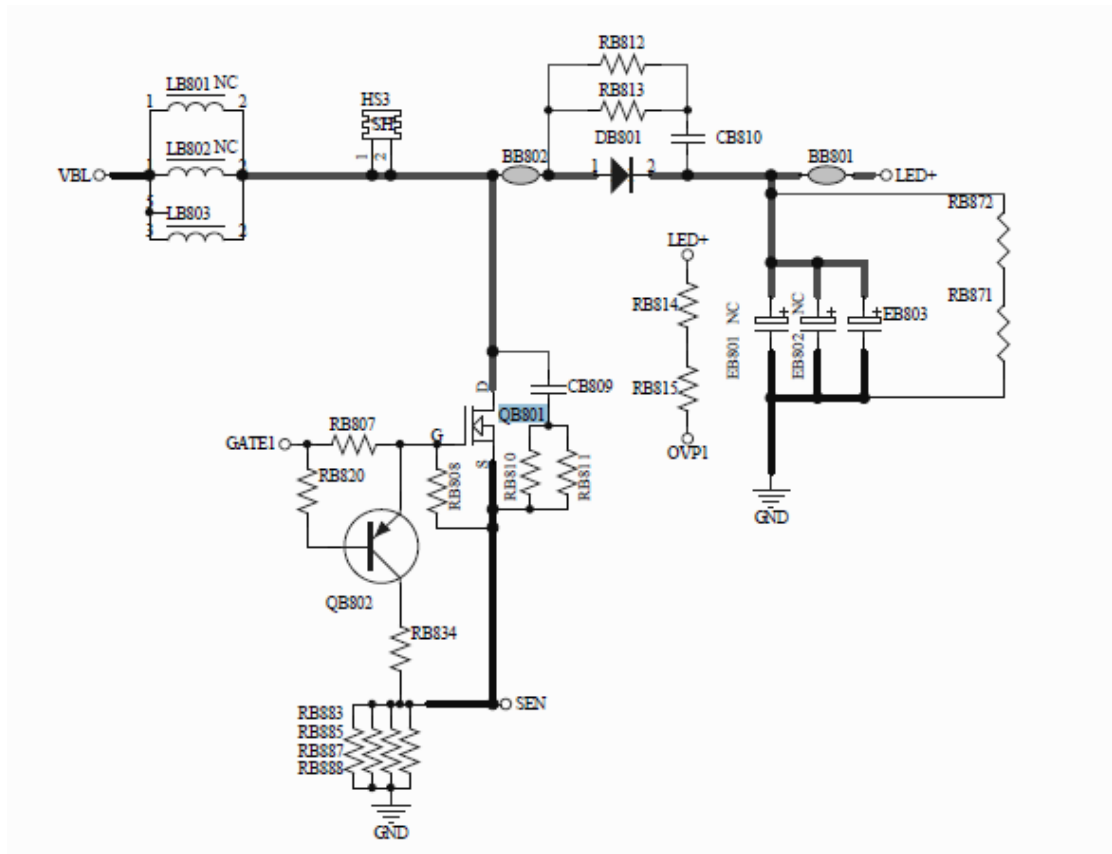 RB812
LB801 NC
1 2
HS3
RB813
SH
DB801
CB810
LB802 NC
1 2
1 2
BB802
BB801
VBL
1 2
LED+
5
LB803
3 2
RB872
LED+
RB814
RB871
NC
NC
EB803
EB801
EB802
D
CB809
RB815
QB801
RB807
G
GATE1
OVP1
RB820
RB808
S
RB810
RB811
GND
QB802
RB834
SEN
RB883
RB885
RB887
RB888
GND